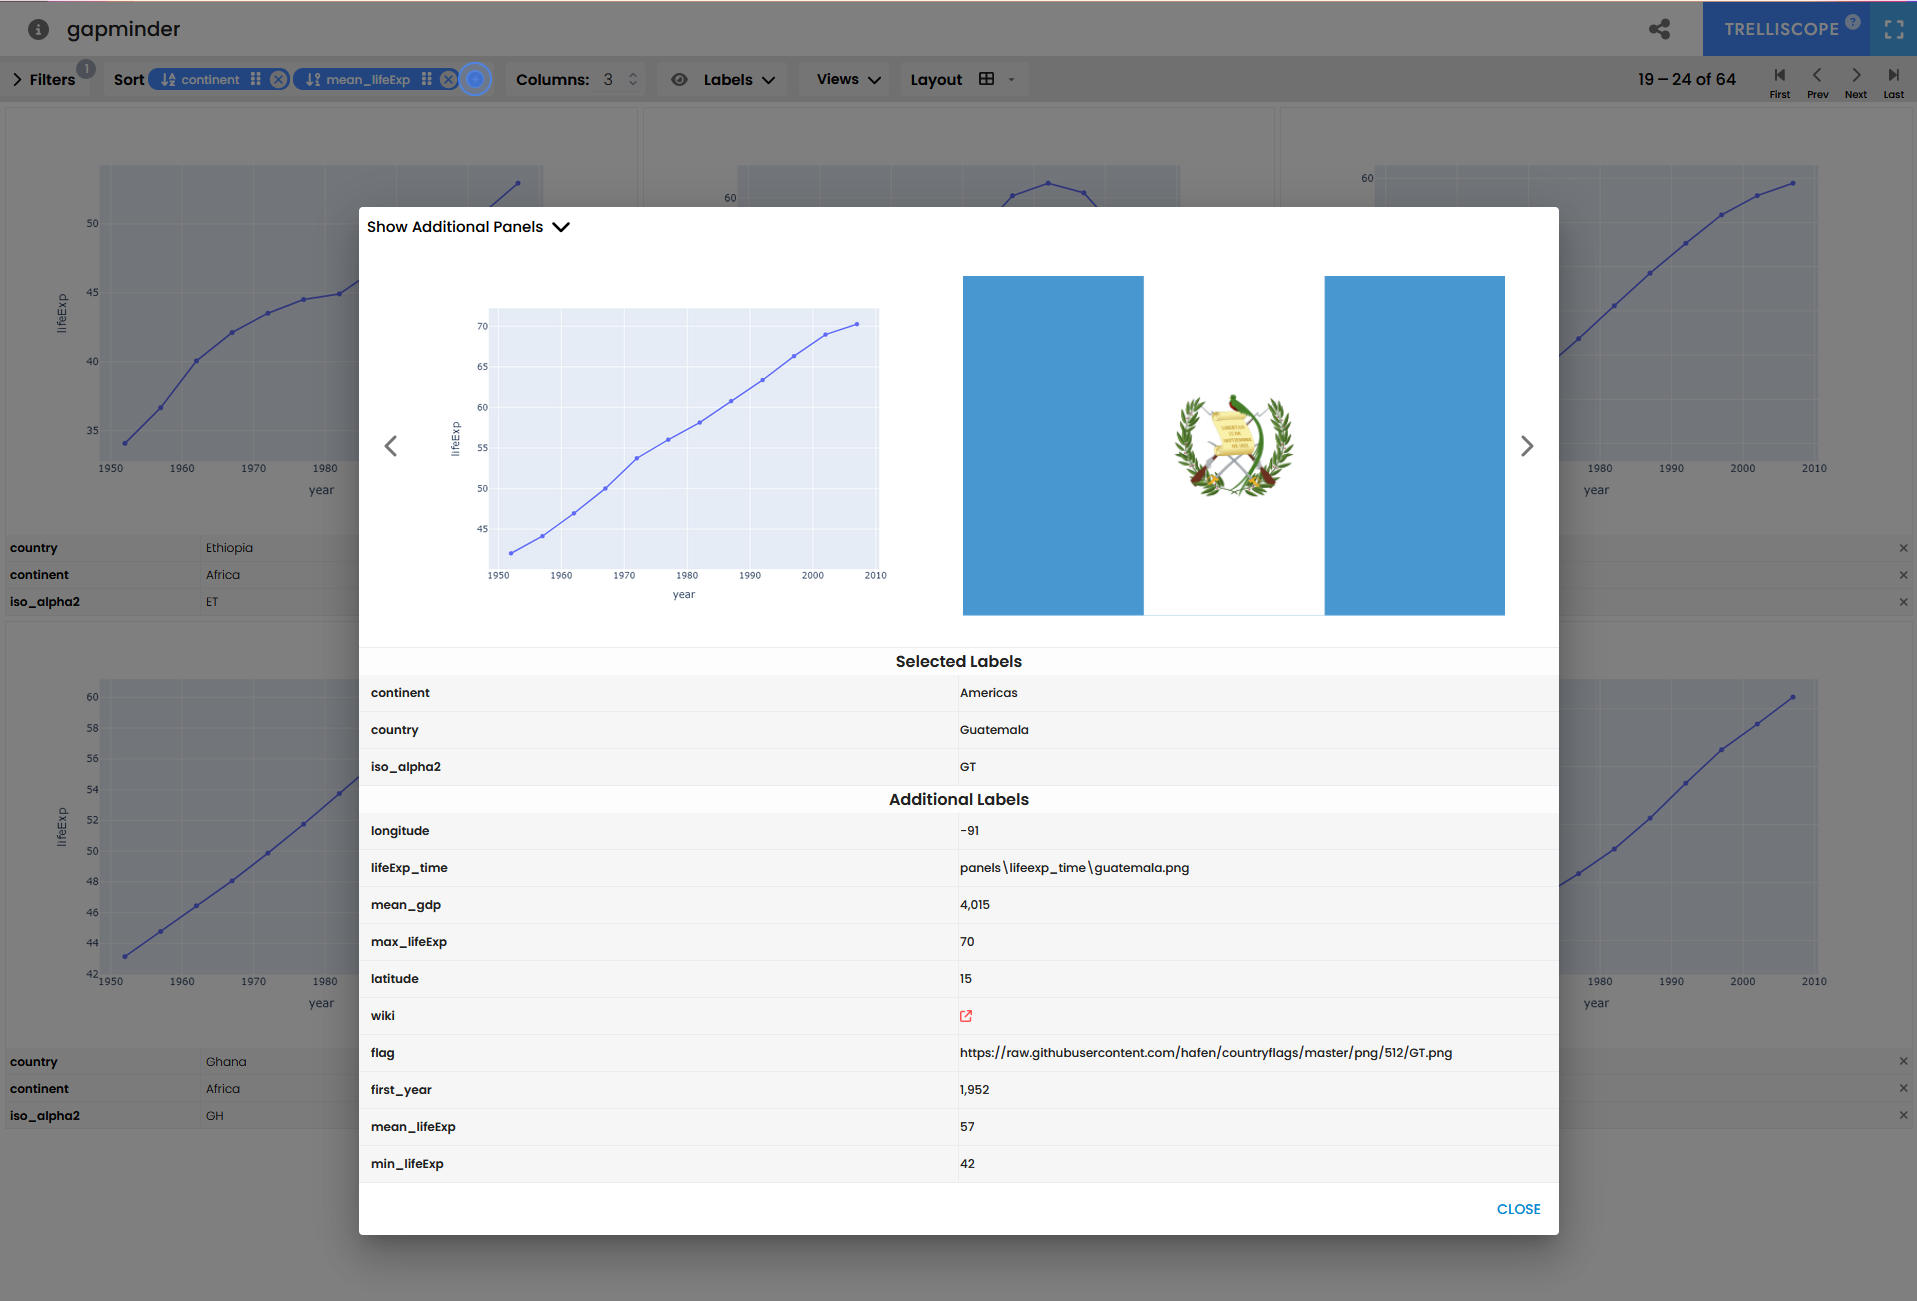 gapminder
TRELLISCOPE ?
Filters 1
Sort continent mean_lifeExp
Columns: 3
Labels
Views
Layout
19 – 24 of 64
First Prev Next Last
50
45
40
35
lifeExp
1950 1960 1970 1980
year
60
60
1980 1990 2000 2010
year
country Ethiopia
continent Africa
iso_alpha2 ET
60
58
56
54
52
50
48
46
44
42
lifeExp
1950 1960 1970 1980
year
1980 1990 2000 2010
year
country Ghana
continent Africa
iso_alpha2 GH
Show Additional Panels
70
65
60
55
50
45
lifeExp
1950 1960 1970 1980 1990 2000 2010
year
Selected Labels
continent Americas
country Guatemala
iso_alpha2 GT
Additional Labels
longitude -91
lifeExp_time panels\lifeexp_time\guatemala.png
mean_gdp 4,015
max_lifeExp 70
latitude 15
wiki
flag https://raw.githubusercontent.com/hafen/countryflags/master/png/512/GT.png
first_year 1,952
mean_lifeExp 57
min_lifeExp 42
CLOSE